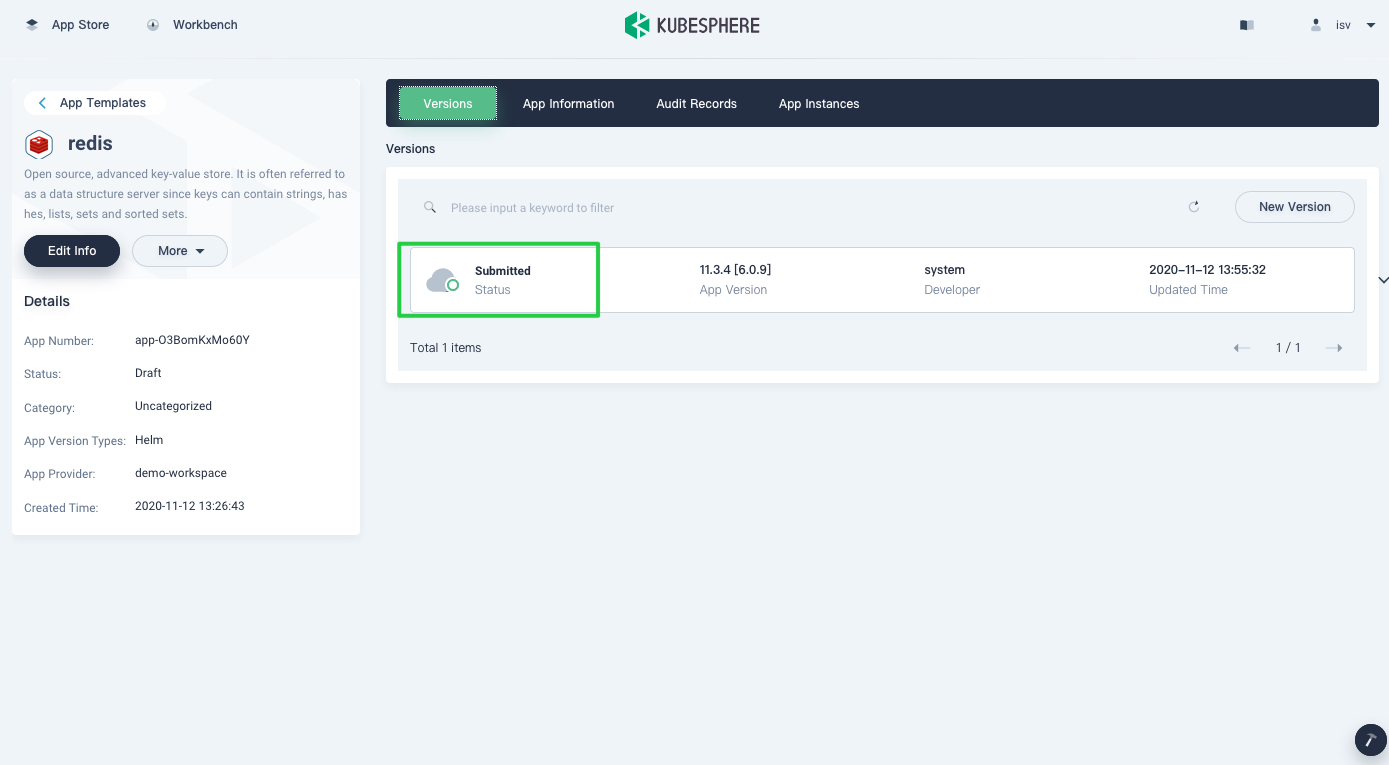 App Store
Workbench
KUBESPHERE
isv
App Templates
redis
Open source, advanced key-value store. It is often referred to
as a data structure server since keys can contain strings, has
hes, lists, sets and sorted sets.
Edit Info
More
Details
App Number: app-O3BomKxMo60Y
Status: Draft
Category: Uncategorized
App Version Types: Helm
App Provider: demo-workspace
Created Time: 2020-11-12 13:26:43
Versions
App Information
Audit Records
App Instances
Versions
Please input a keyword to filter
New Version
Submitted
Status
11.3.4 [6.0.9]
App Version
system
Developer
2020-11-12 13:55:32
Updated Time
Total 1 items
1 / 1